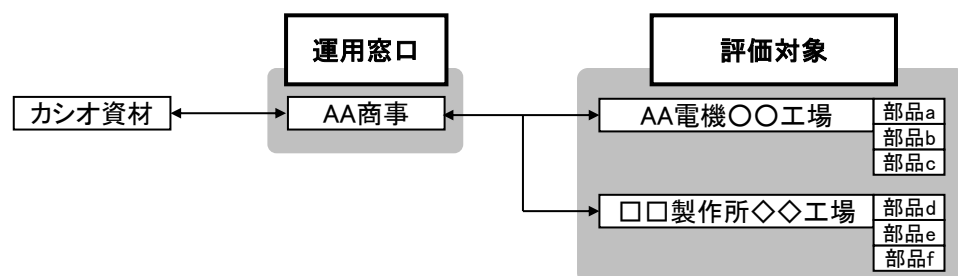 運用窓口
評価対象
カシオ資材
AA商事
AA電機〇〇工場
部品a
部品b
部品c
□□製作所◇◇工場
部品d
部品e
部品f